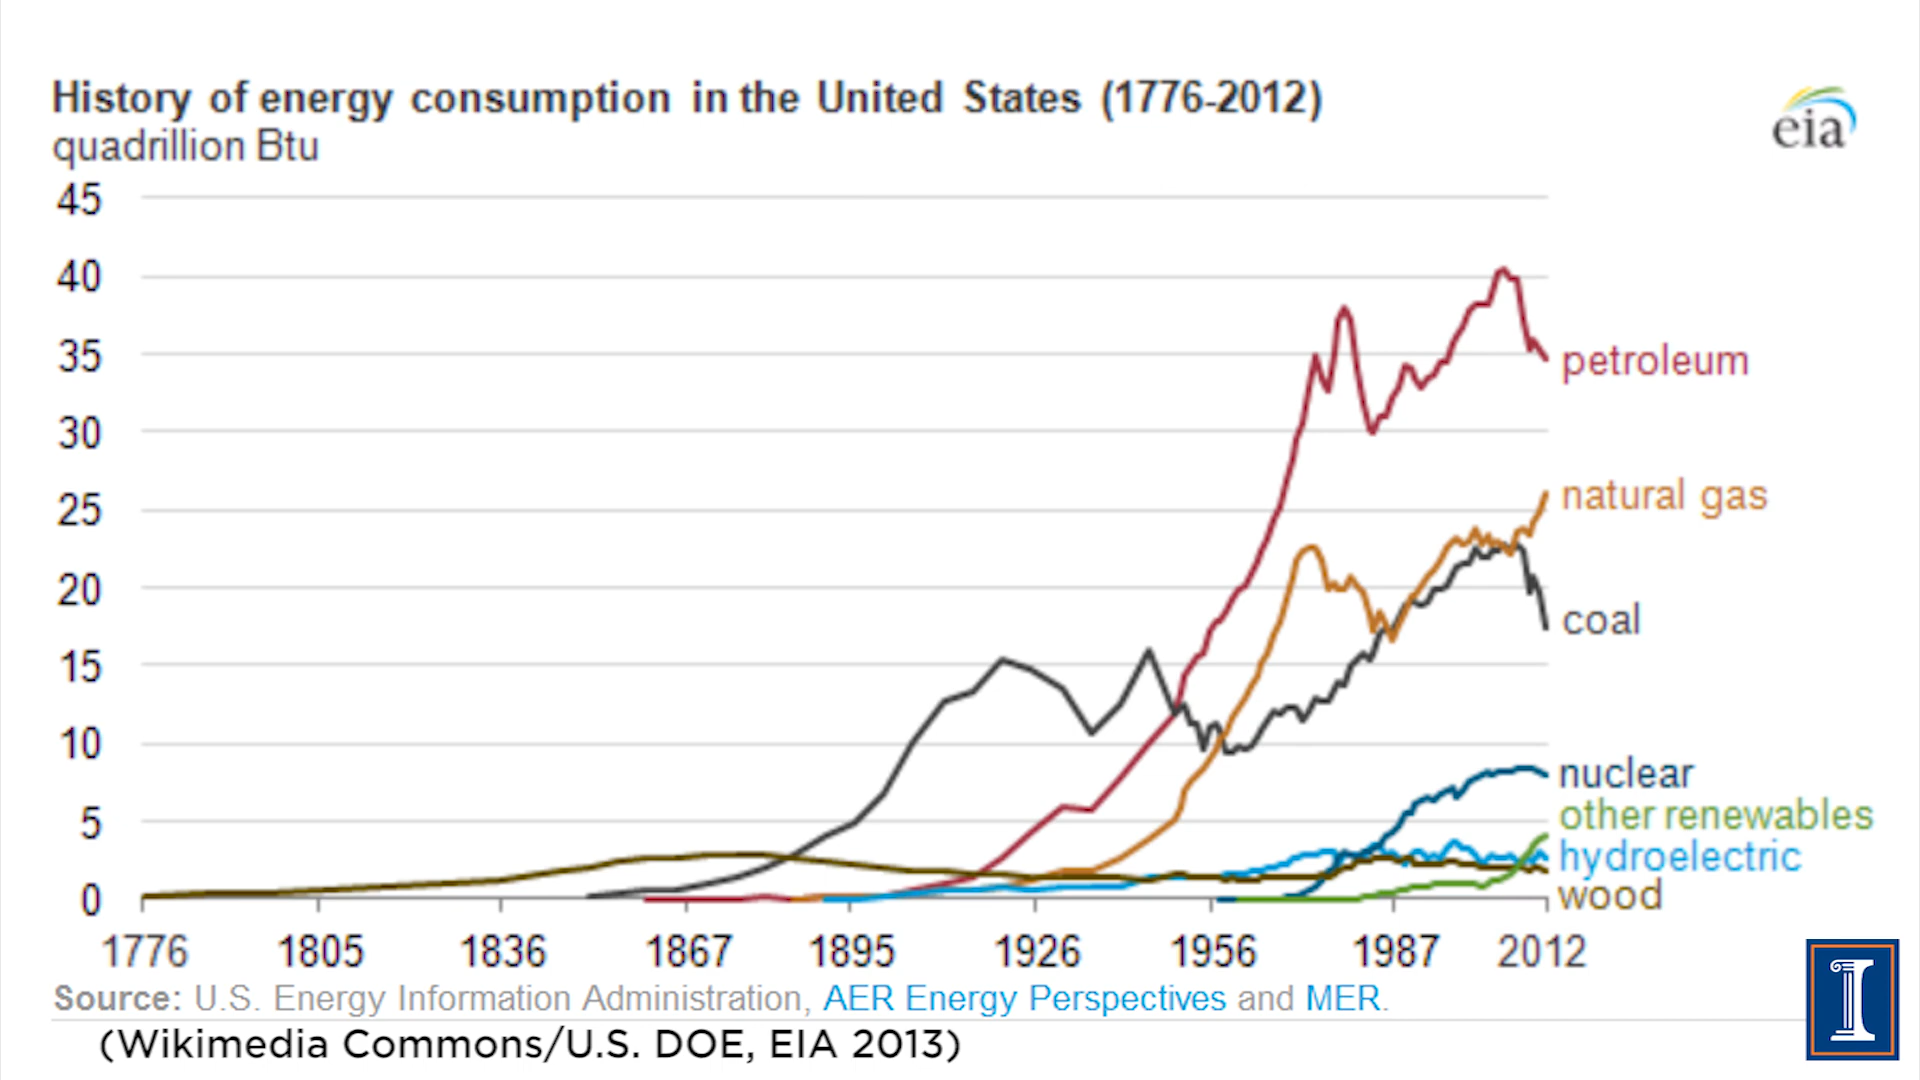 History of energy consumption in the United States (1776-2012)
quadrillion Btu
eia
45
40
35
30
25
20
15
10
5
0
petroleum
natural gas
coal
nuclear
other renewables
hydroelectric
wood
1776 1805 1836 1867 1895 1926 1956 1987 2012
Source: U.S. Energy Information Administration, AER Energy Perspectives and MER.
(Wikimedia Commons/U.S. DOE, EIA 2013)